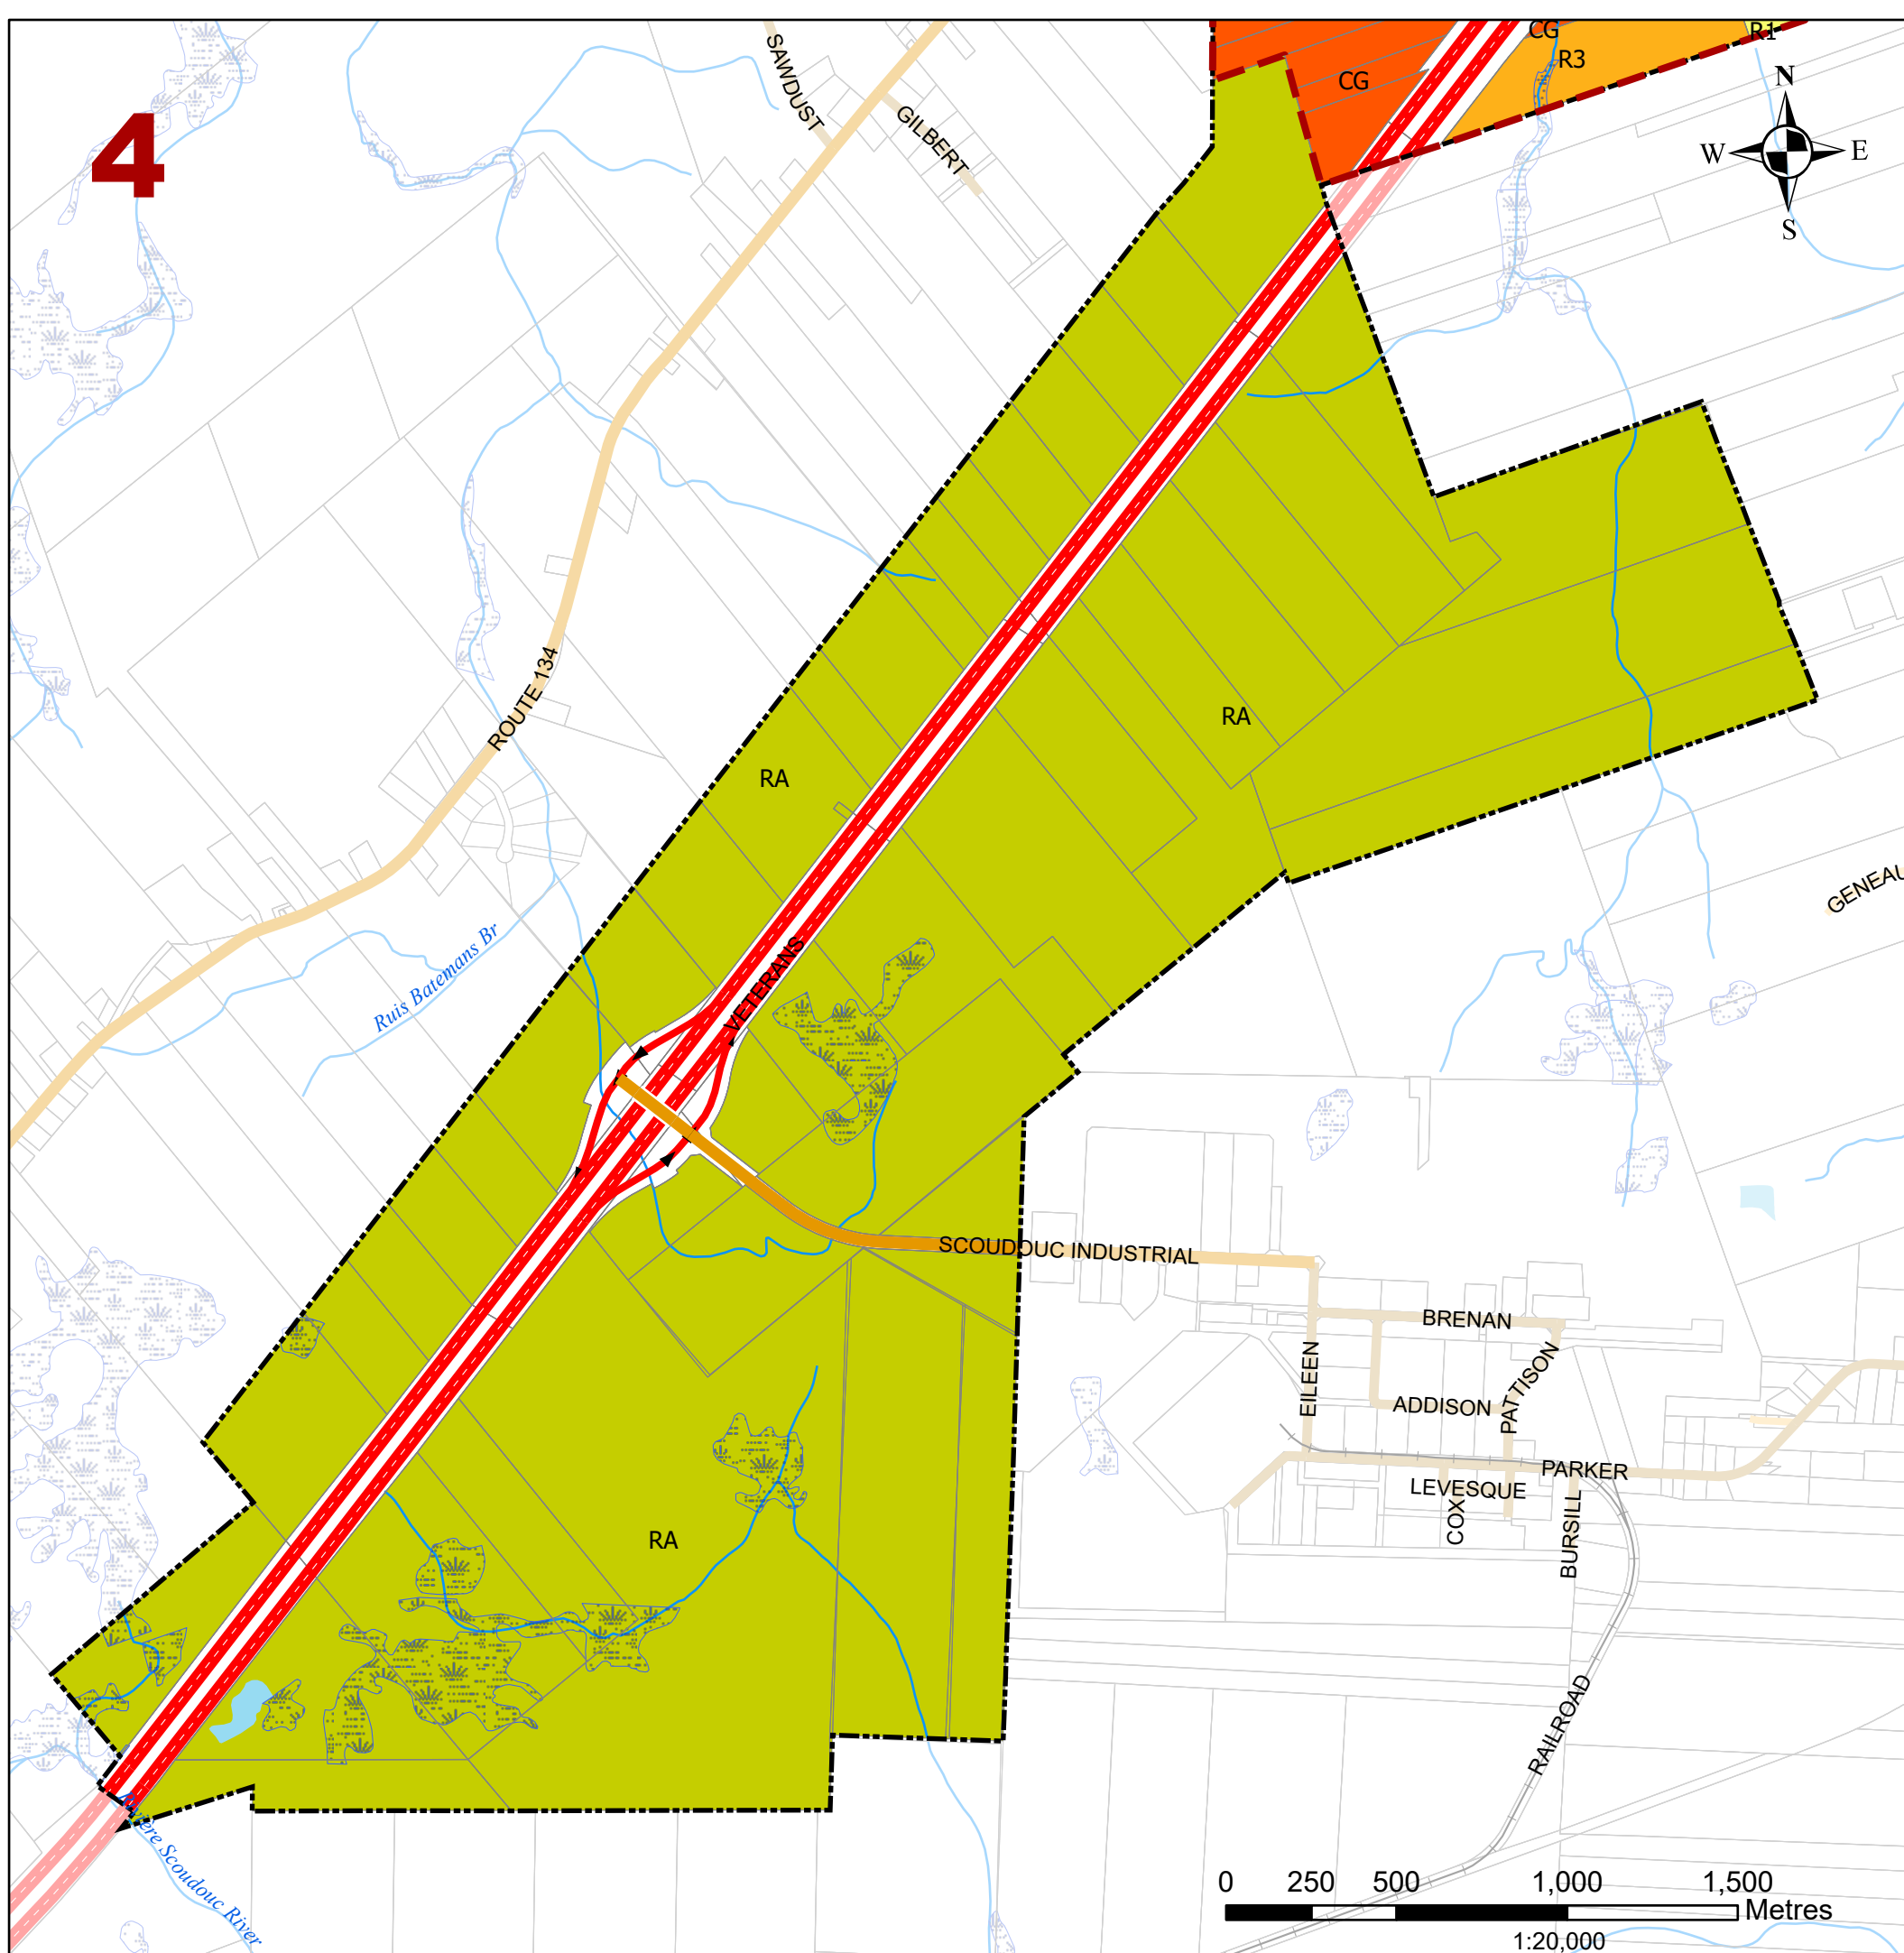 4
SAWDUST
GILBERT
CG
CG
R3
R1
N
W
E
S
ROUTE 134
RA
RA
GENEAU
Ruis Batemans Br
VETERANS
SCOUDOUC INDUSTRIAL
BRENAN
EILEEN
PATTISON
ADDISON
PARKER
LEVESQUE
COX
BURSILL
RA
RAILROAD
Rivière Scoudouc River
0 250 500 1,000 1,500
Metres
1:20,000